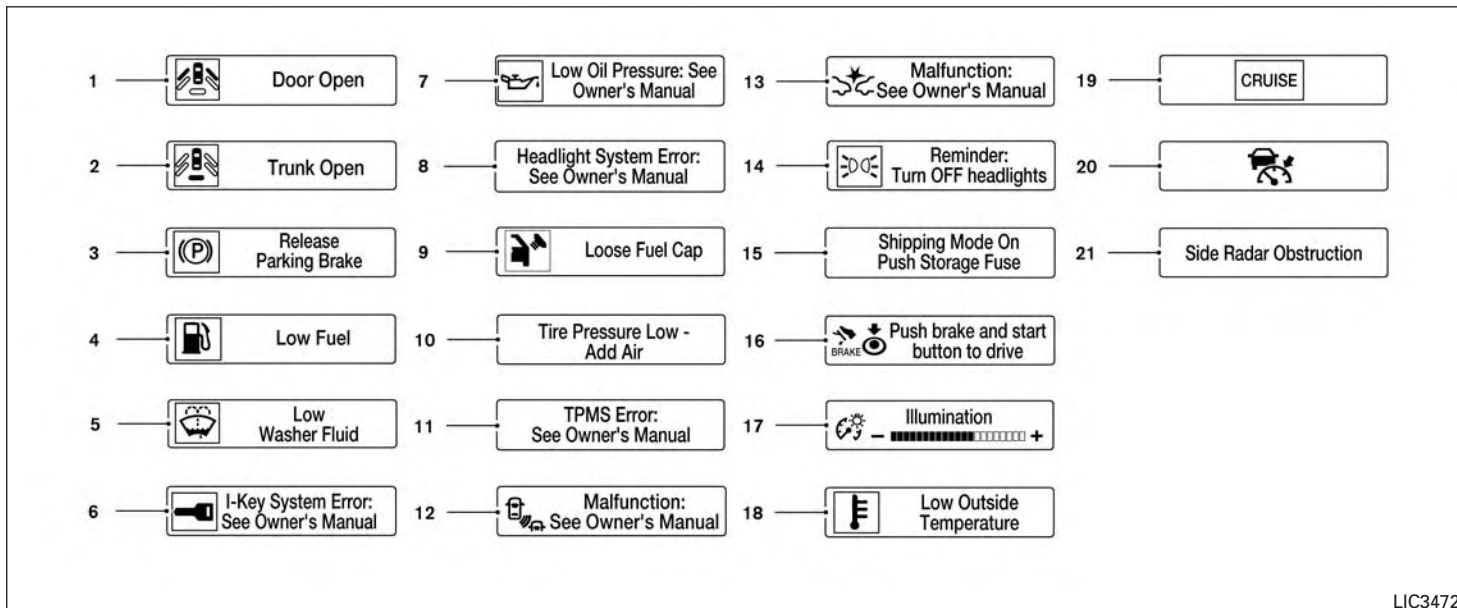 1
Door Open
2
Trunk Open
3
Release
Parking Brake
4
Low Fuel
5
Low
Washer Fluid
6
I-Key System Error:
See Owner's Manual
7
Low Oil Pressure: See
Owner's Manual
8
Headlight System Error:
See Owner's Manual
9
Loose Fuel Cap
10
Tire Pressure Low -
Add Air
11
TPMS Error:
See Owner's Manual
12
Malfunction:
See Owner's Manual
13
Malfunction:
See Owner's Manual
14
Reminder:
Turn OFF headlights
15
Shipping Mode On
Push Storage Fuse
16
BRAKE
Push brake and start
button to drive
17
Illumination
- +
18
Low Outside
Temperature
19
CRUISE
20
21
Side Radar Obstruction
LIC3472